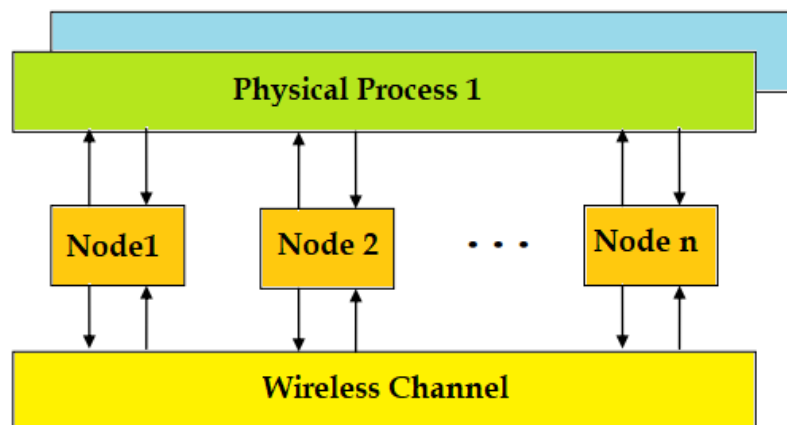 Physical Process 1
Node1
Node 2
. . .
Node n
Wireless Channel